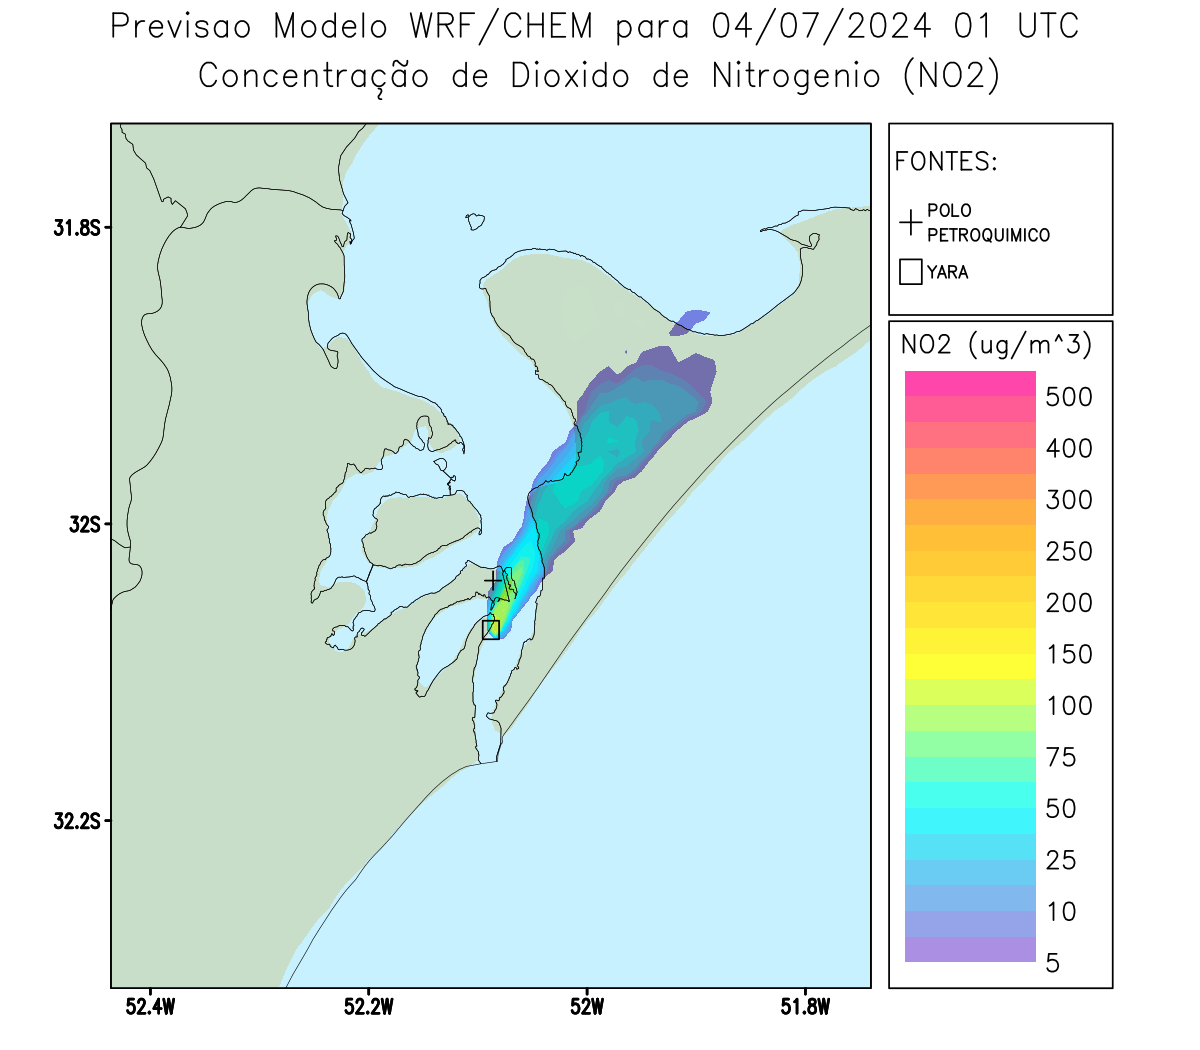 Previsao Modelo WRF/CHEM para 04/07/2024 01 UTC
Concentração de Dioxido de Nitrogenio (NO2)
FONTES:
POLO
PETROQUIMICO
YARA
31.8S
32S
32.2S
52.4W
52.2W
52W
51.8W
NO2 (ug/m^3)
500
400
300
250
200
150
100
75
50
25
10
5